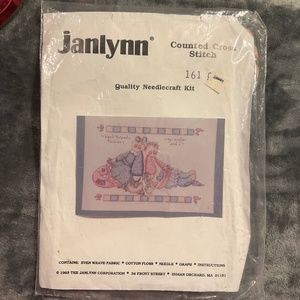 janlynn®
Counted Cross
Stitch
161
Quality Needlecraft Kit
CONTAINS: EVEN WEAVE FABRIC • COTTON FLOSS • NEEDLE • GRAPH • INSTRUCTIONS
© 1993 THE JANLYNN CORPORATION * 34 FRONT STREET * INDIAN ORCHARD, MA 01151